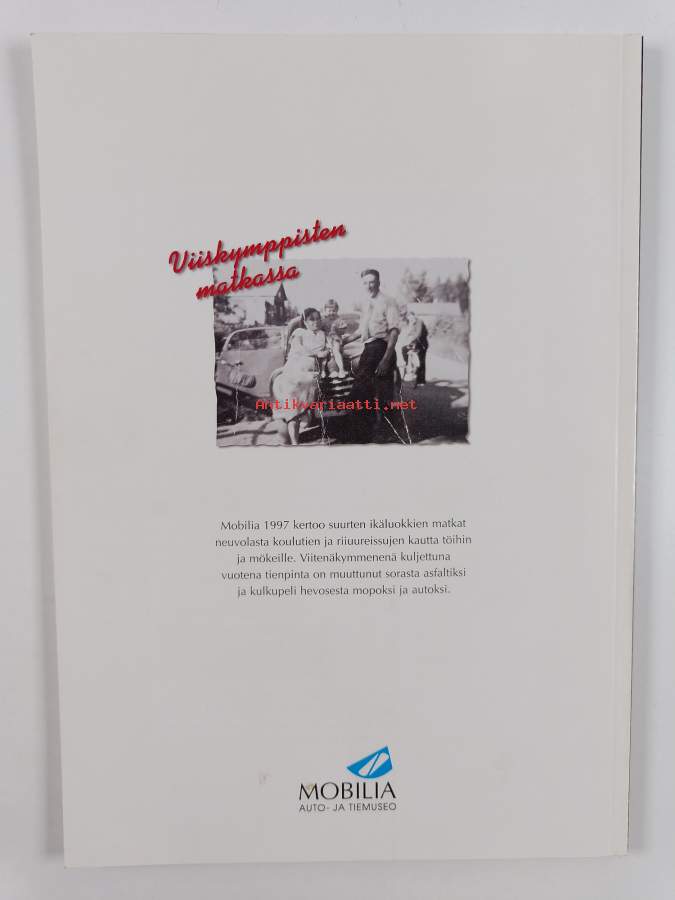 Viiskymppisten
matkassa
Antikvariaatti.net
Mobilia 1997 kertoo suurten ikäluokkien matkat
neuvolasta koulutien ja riiuureissujen kautta töihin
ja mökeille. Viitenäkymmenenä kuljettuna
vuotena tienpinta on muuttunut sorasta asfaltiksi
ja kulkupeli hevosesta mopoksi ja autoksi.
MOBILIA
AUTO- JA TIEMUSEO